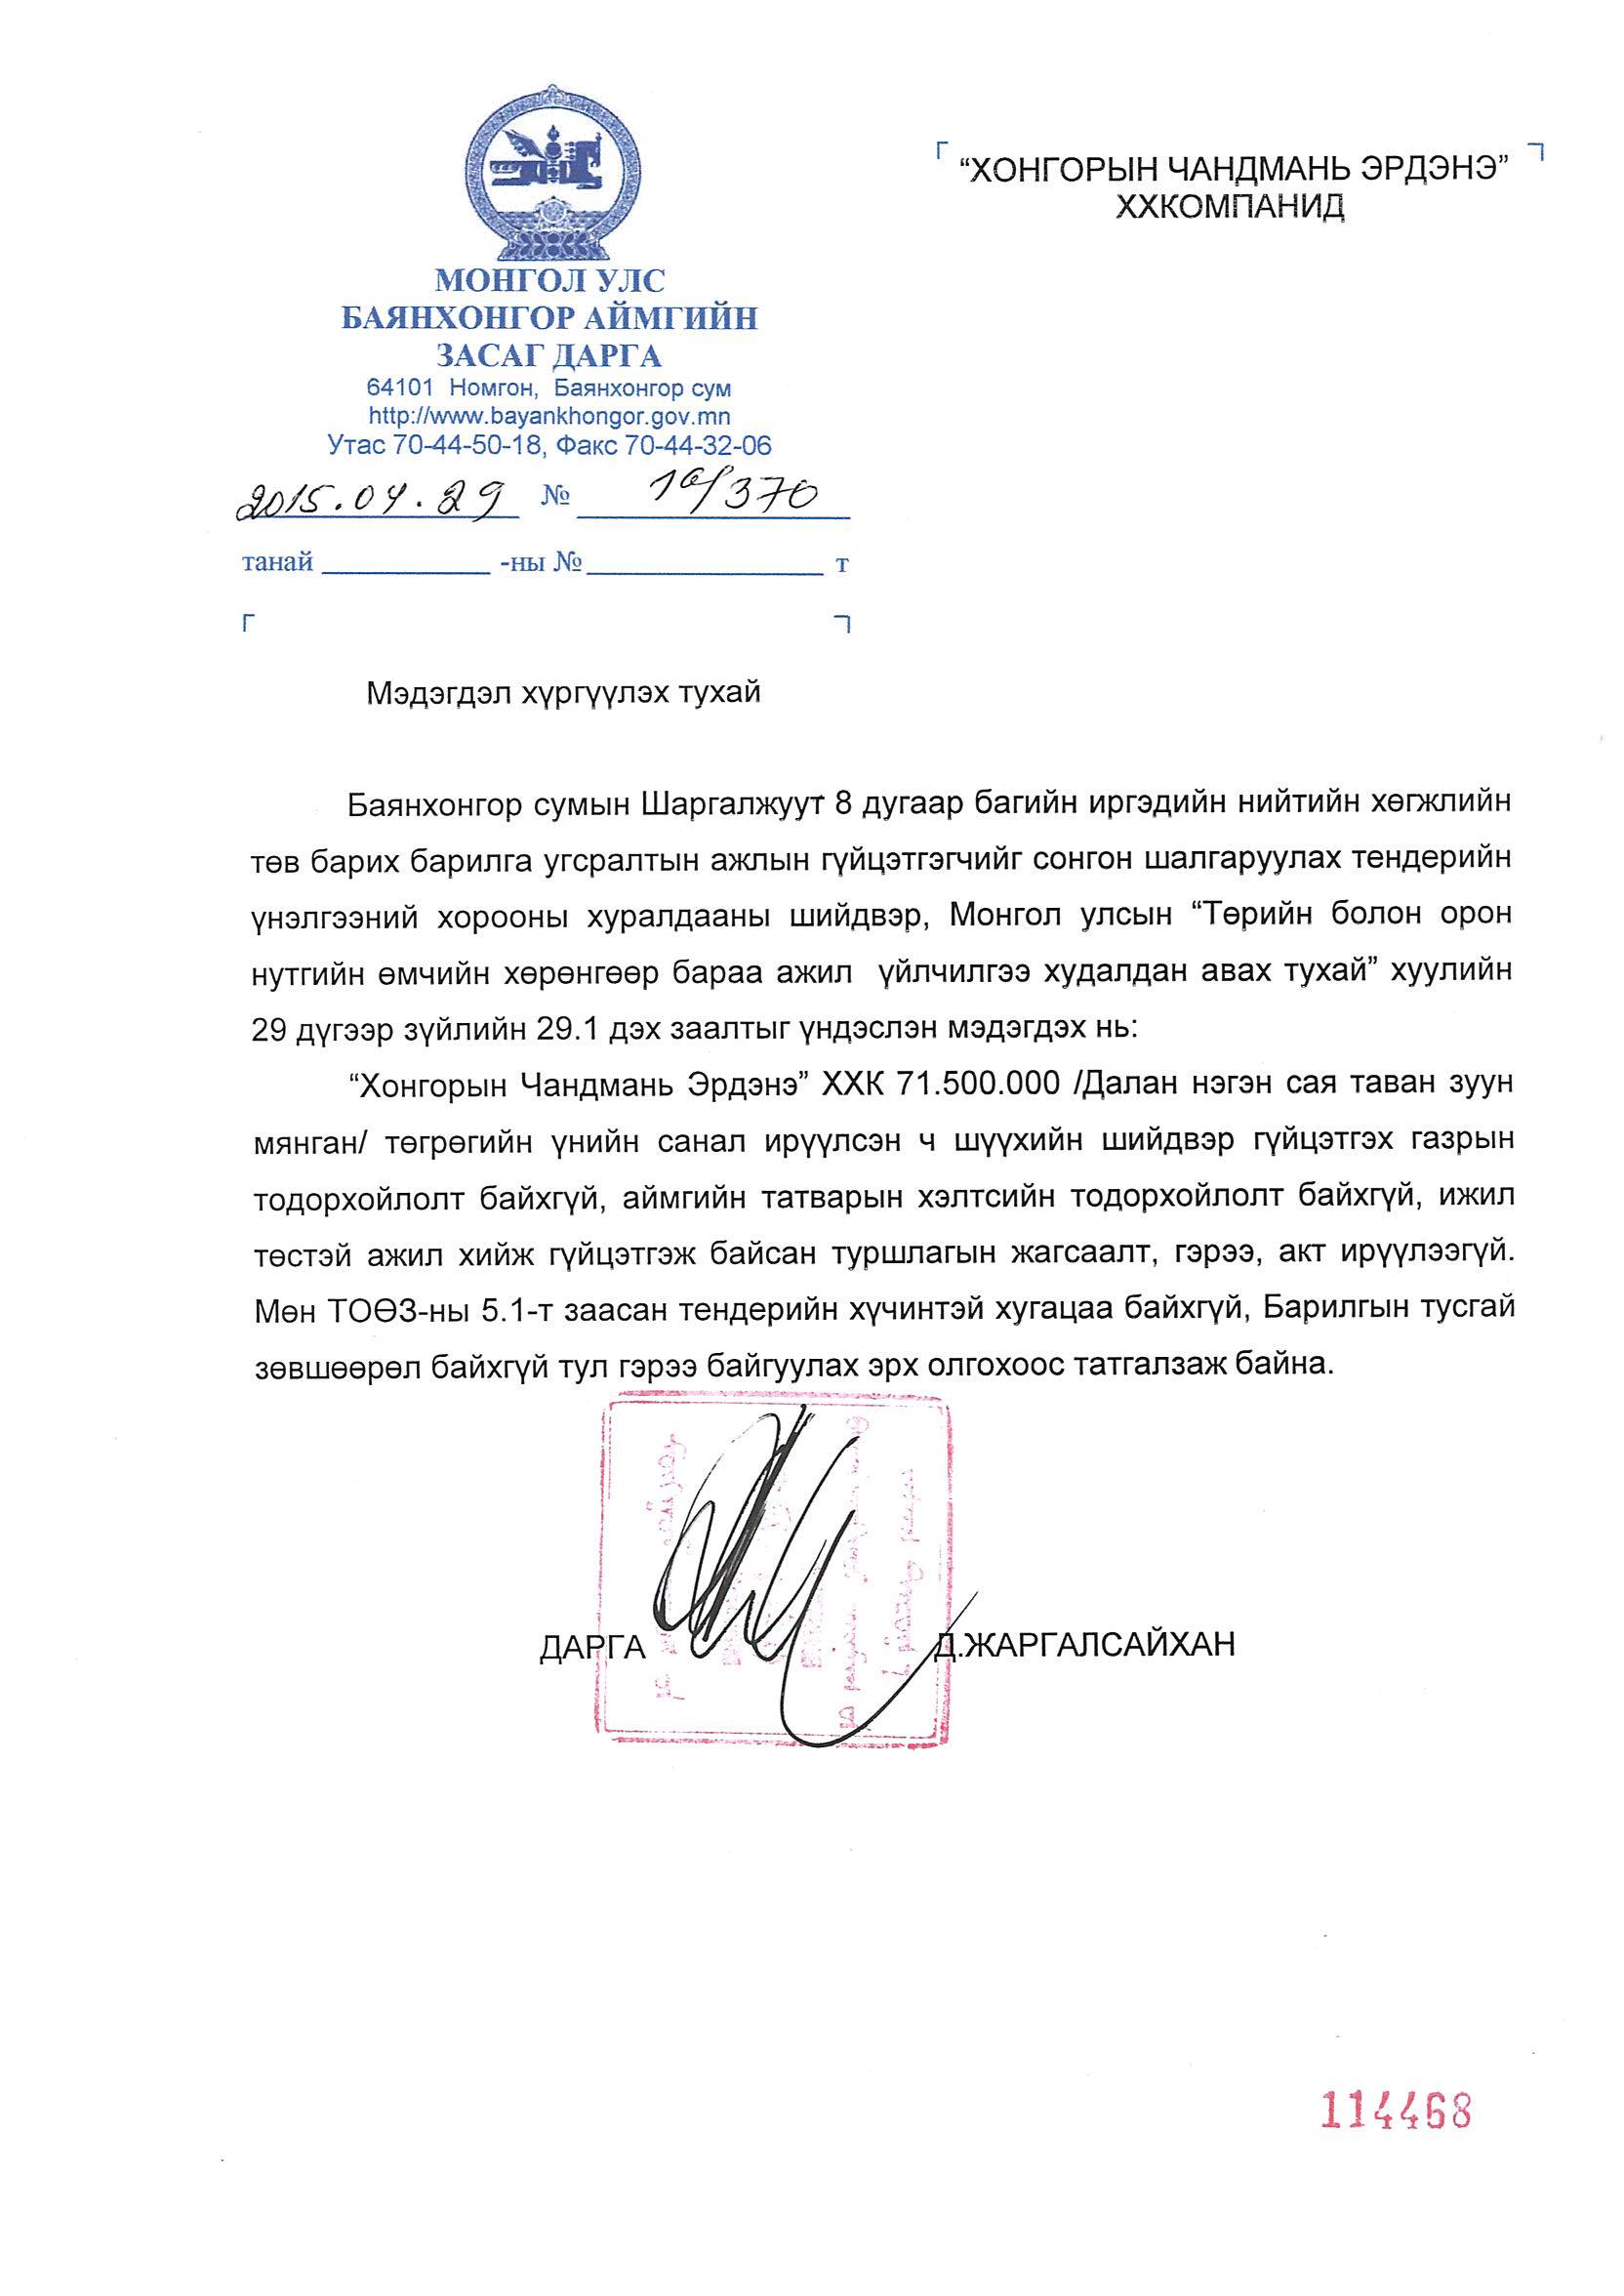 “ХОНГОРЫН ЧАНДМАНЬ ЭРДЭНЭ”
ХХКОМПАНИД
МОНГОЛ УЛС
БАЯНХОНГОР АЙМГИЙН
ЗАСАГ ДАРГА
64101 Номгон, Баянхонгор сум
http://www.bayankhongor.gov.mn
Утас 70-44-50-18, Факс 70-44-32-06
2015.04.29 № 1а/370
танай ____________ -ны № ________________ т
Мэдэгдэл хүргүүлэх тухай
Баянхонгор сумын Шаргалжуут 8 дугаар багийн иргэдийн нийтийн хөгжлийн
төв барих барилга угсралтын ажлын гүйцэтгэгчийг сонгон шалгаруулах тендерийн
үнэлгээний хорооны хуралдааны шийдвэр, Монгол улсын “Төрийн болон орон
нутгийн өмчийн хөрөнгөөр бараа ажил үйлчилгээ худалдан авах тухай” хуулийн
29 дүгээр зүйлийн 29.1 дэх заалтыг үндэслэн мэдэгдэх нь:
“Хонгорын Чандмань Эрдэнэ” ХХК 71.500.000 /Далан нэгэн сая таван зуун
мянган/ төгрөгийн үнийн санал ирүүлсэн ч шүүхийн шийдвэр гүйцэтгэх газрын
тодорхойлолт байхгүй, аймгийн татварын хэлтсийн тодорхойлолт байхгүй, ижил
төстэй ажил хийж гүйцэтгэж байсан туршлагын жагсаалт, гэрээ, акт ирүүлээгүй.
Мөн ТОӨЗ-ны 5.1-т заасан тендерийн хүчинтэй хугацаа байхгүй, Барилгын тусгай
зөвшөөрөл байхгүй тул гэрээ байгуулах эрх олгохоос татгалзаж байна.
ДАРГА Д.ЖАРГАЛСАЙХАН
114468